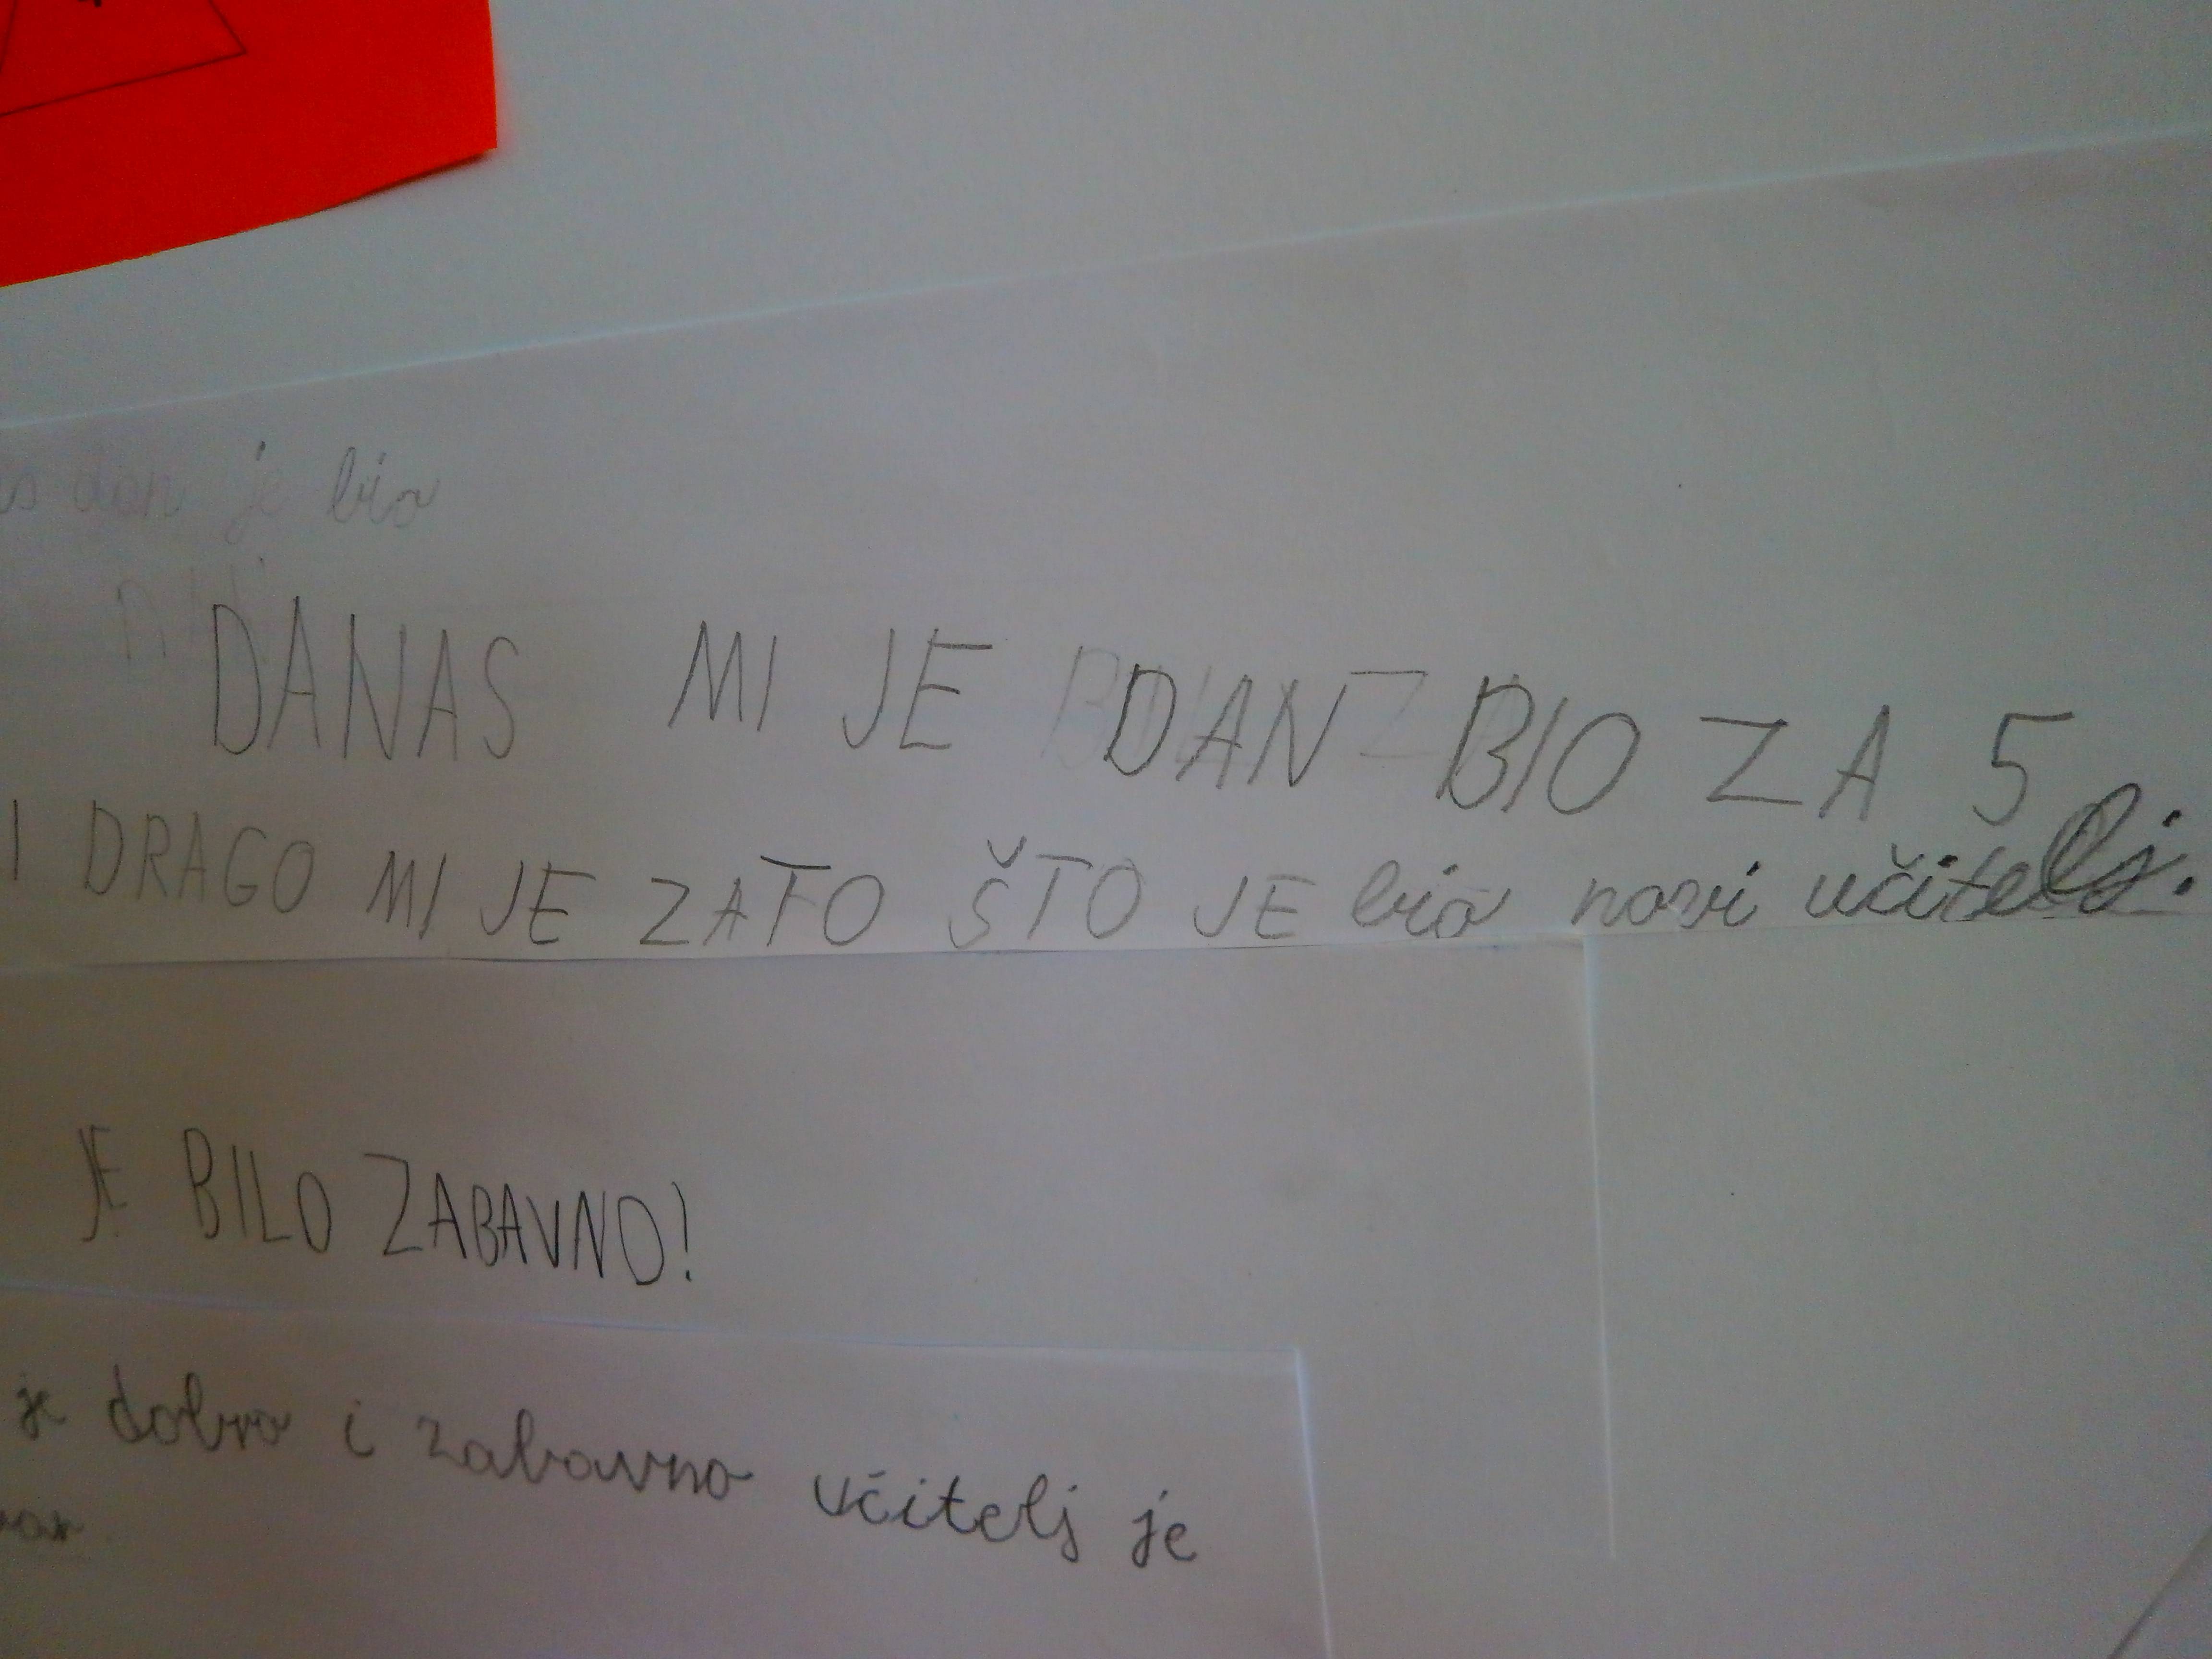 dan je bio
DANAS MI JE DAN BIO ZA 5
I DRAGO MI JE ZATO ŠTO JE bio novi učitelj.
JE BILO ZABAVNO!
je dobro i zabavno učitelj je